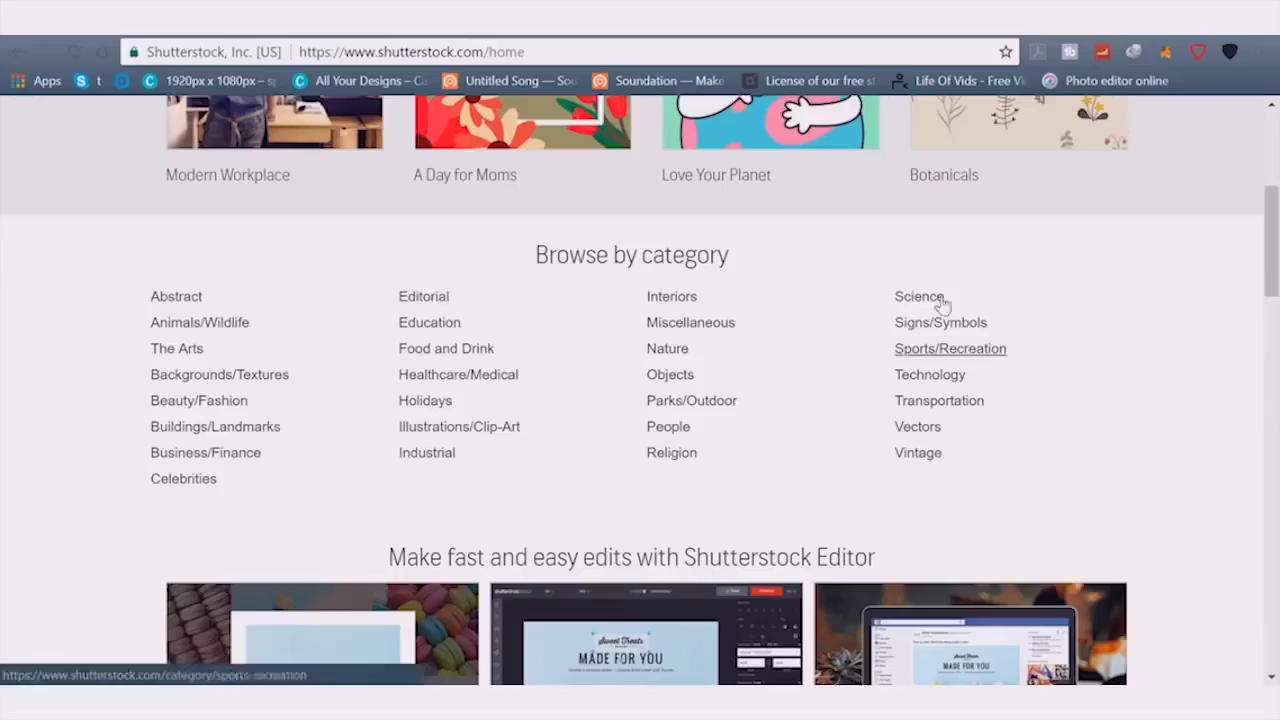 Shutterstock, Inc. [US] https://www.shutterstock.com/home
Apps t 1920px x 1080px – s All Your Designs – C Untitled Song — Sou Soundation — Make License of our free st Life Of Vids - Free Vi Photo editor online
Modern Workplace A Day for Moms Love Your Planet Botanicals
Browse by category
Abstract Editorial Interiors Science
Animals/Wildlife Education Miscellaneous Signs/Symbols
The Arts Food and Drink Nature Sports/Recreation
Backgrounds/Textures Healthcare/Medical Objects Technology
Beauty/Fashion Holidays Parks/Outdoor Transportation
Buildings/Landmarks Illustrations/Clip-Art People Vectors
Business/Finance Industrial Religion Vintage
Celebrities
Make fast and easy edits with Shutterstock Editor
Sweet Treats
MADE FOR YOU
Sweet Treats
MADE FOR YOU
https://www.shutterstock.com/category/sports-recreation